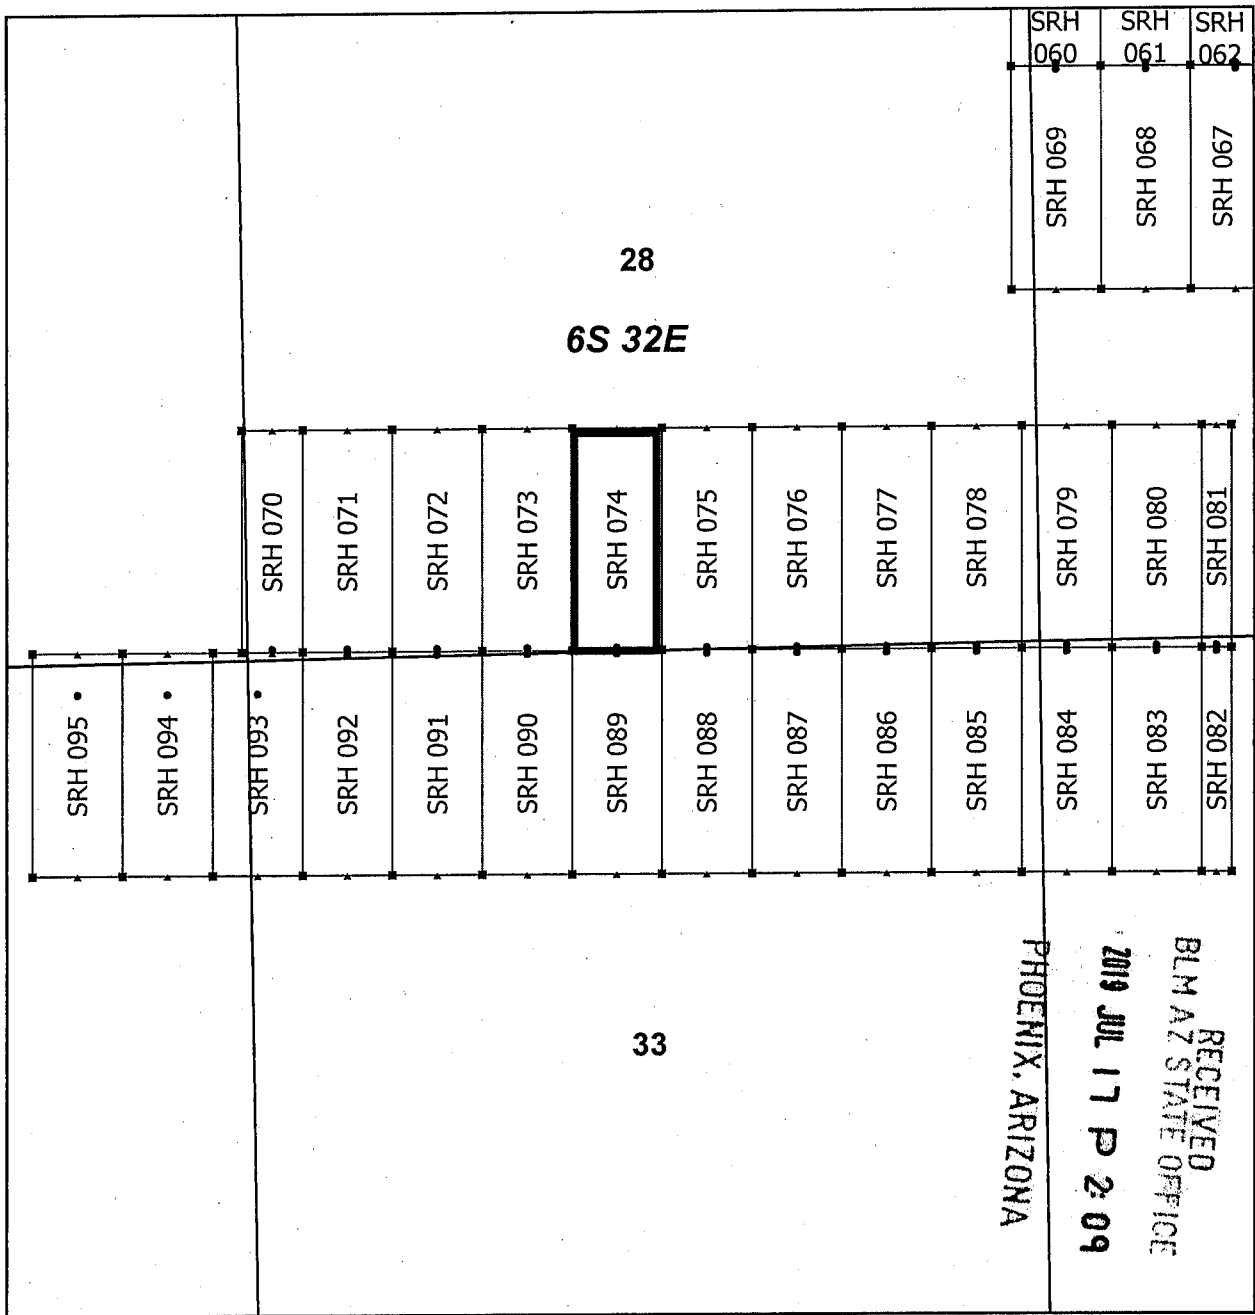 SRH 060
SRH 061
SRH 062
SRH 069
SRH 068
SRH 067
28
6S 32E
SRH 070
SRH 071
SRH 072
SRH 073
SRH 074
SRH 075
SRH 076
SRH 077
SRH 078
SRH 079
SRH 080
SRH 081
SRH 095
SRH 094
SRH 093
SRH 092
SRH 091
SRH 090
SRH 089
SRH 088
SRH 087
SRH 086
SRH 085
SRH 084
SRH 083
SRH 082
33
RECEIVED
BLM AZ STATE OFFICE
2019 JUL 17 P 2:09
PHOENIX, ARIZONA